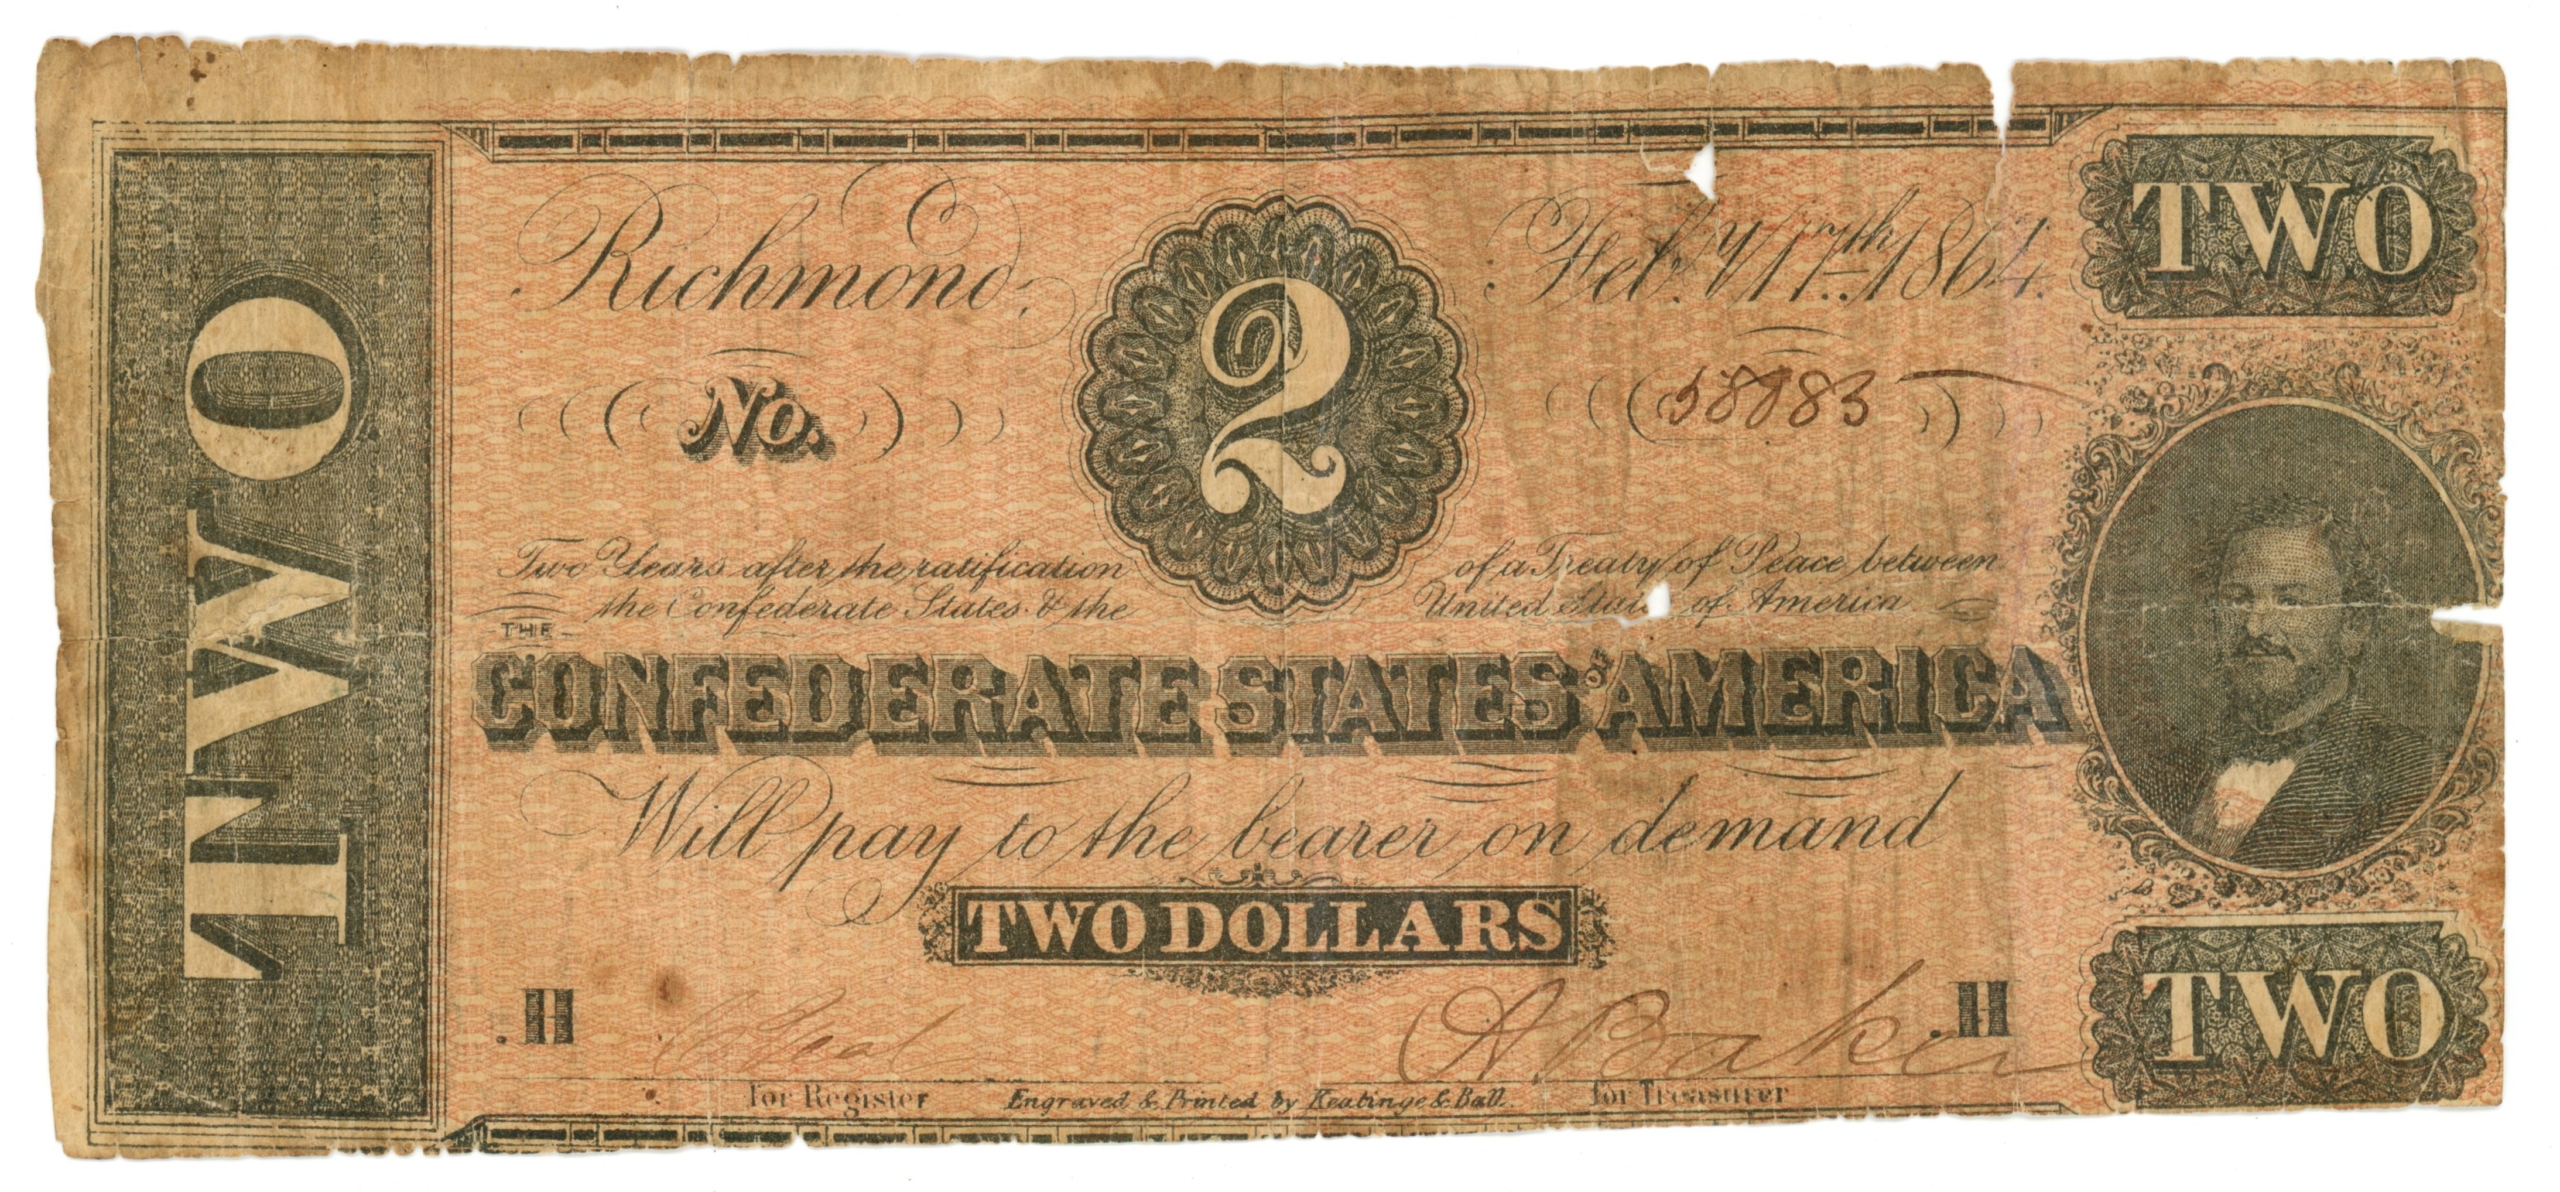 TWO
Richmond,
2
Feb.y 17th 1864.
TWO
No.
58883
Two Years after the ratification of a Treaty of Peace between
the Confederate States & the United States of America
THE
CONFEDERATE STATES OF AMERICA
Will pay to the bearer on demand
TWO DOLLARS
H
A Baker
H
TWO
for Register
Engraved & Printed by Keatinge & Ball.
for Treasurer